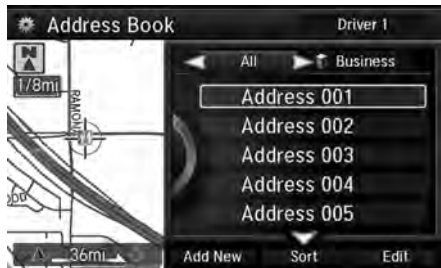 Address Book
Driver 1
N
1/8mi
RAMONA
All
Business
Address 001
Address 002
Address 003
Address 004
Address 005
36mi
Add New
Sort
Edit